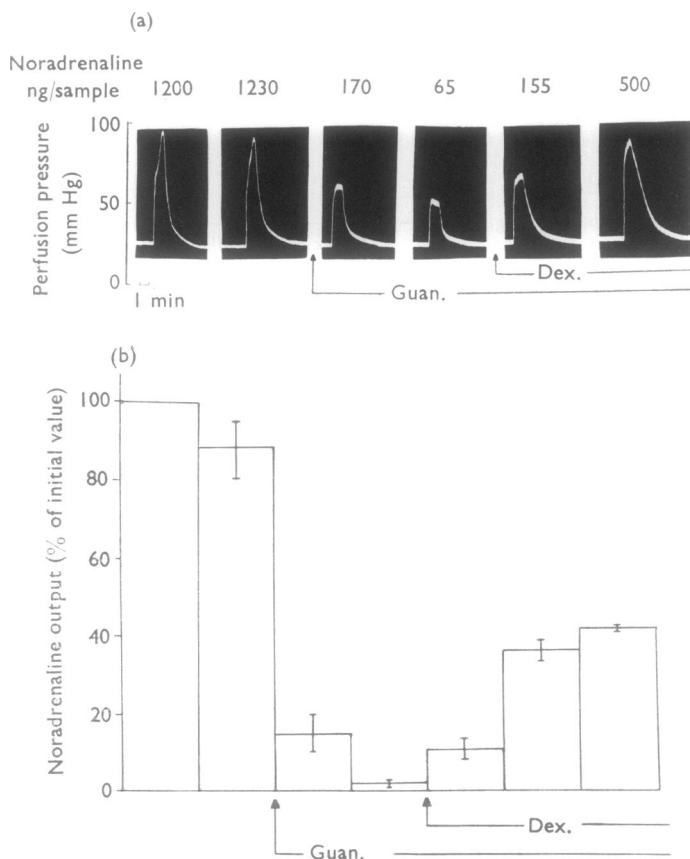 (a)
Noradrenaline
ng/sample 1200 1230 170 65 155 500
Perfusion pressure
(mm Hg)
100
50
0
1 min
Guan.
Dex.
(b)
Noradrenaline output (% of initial value)
100
80
60
40
20
0
Dex.
Guan.